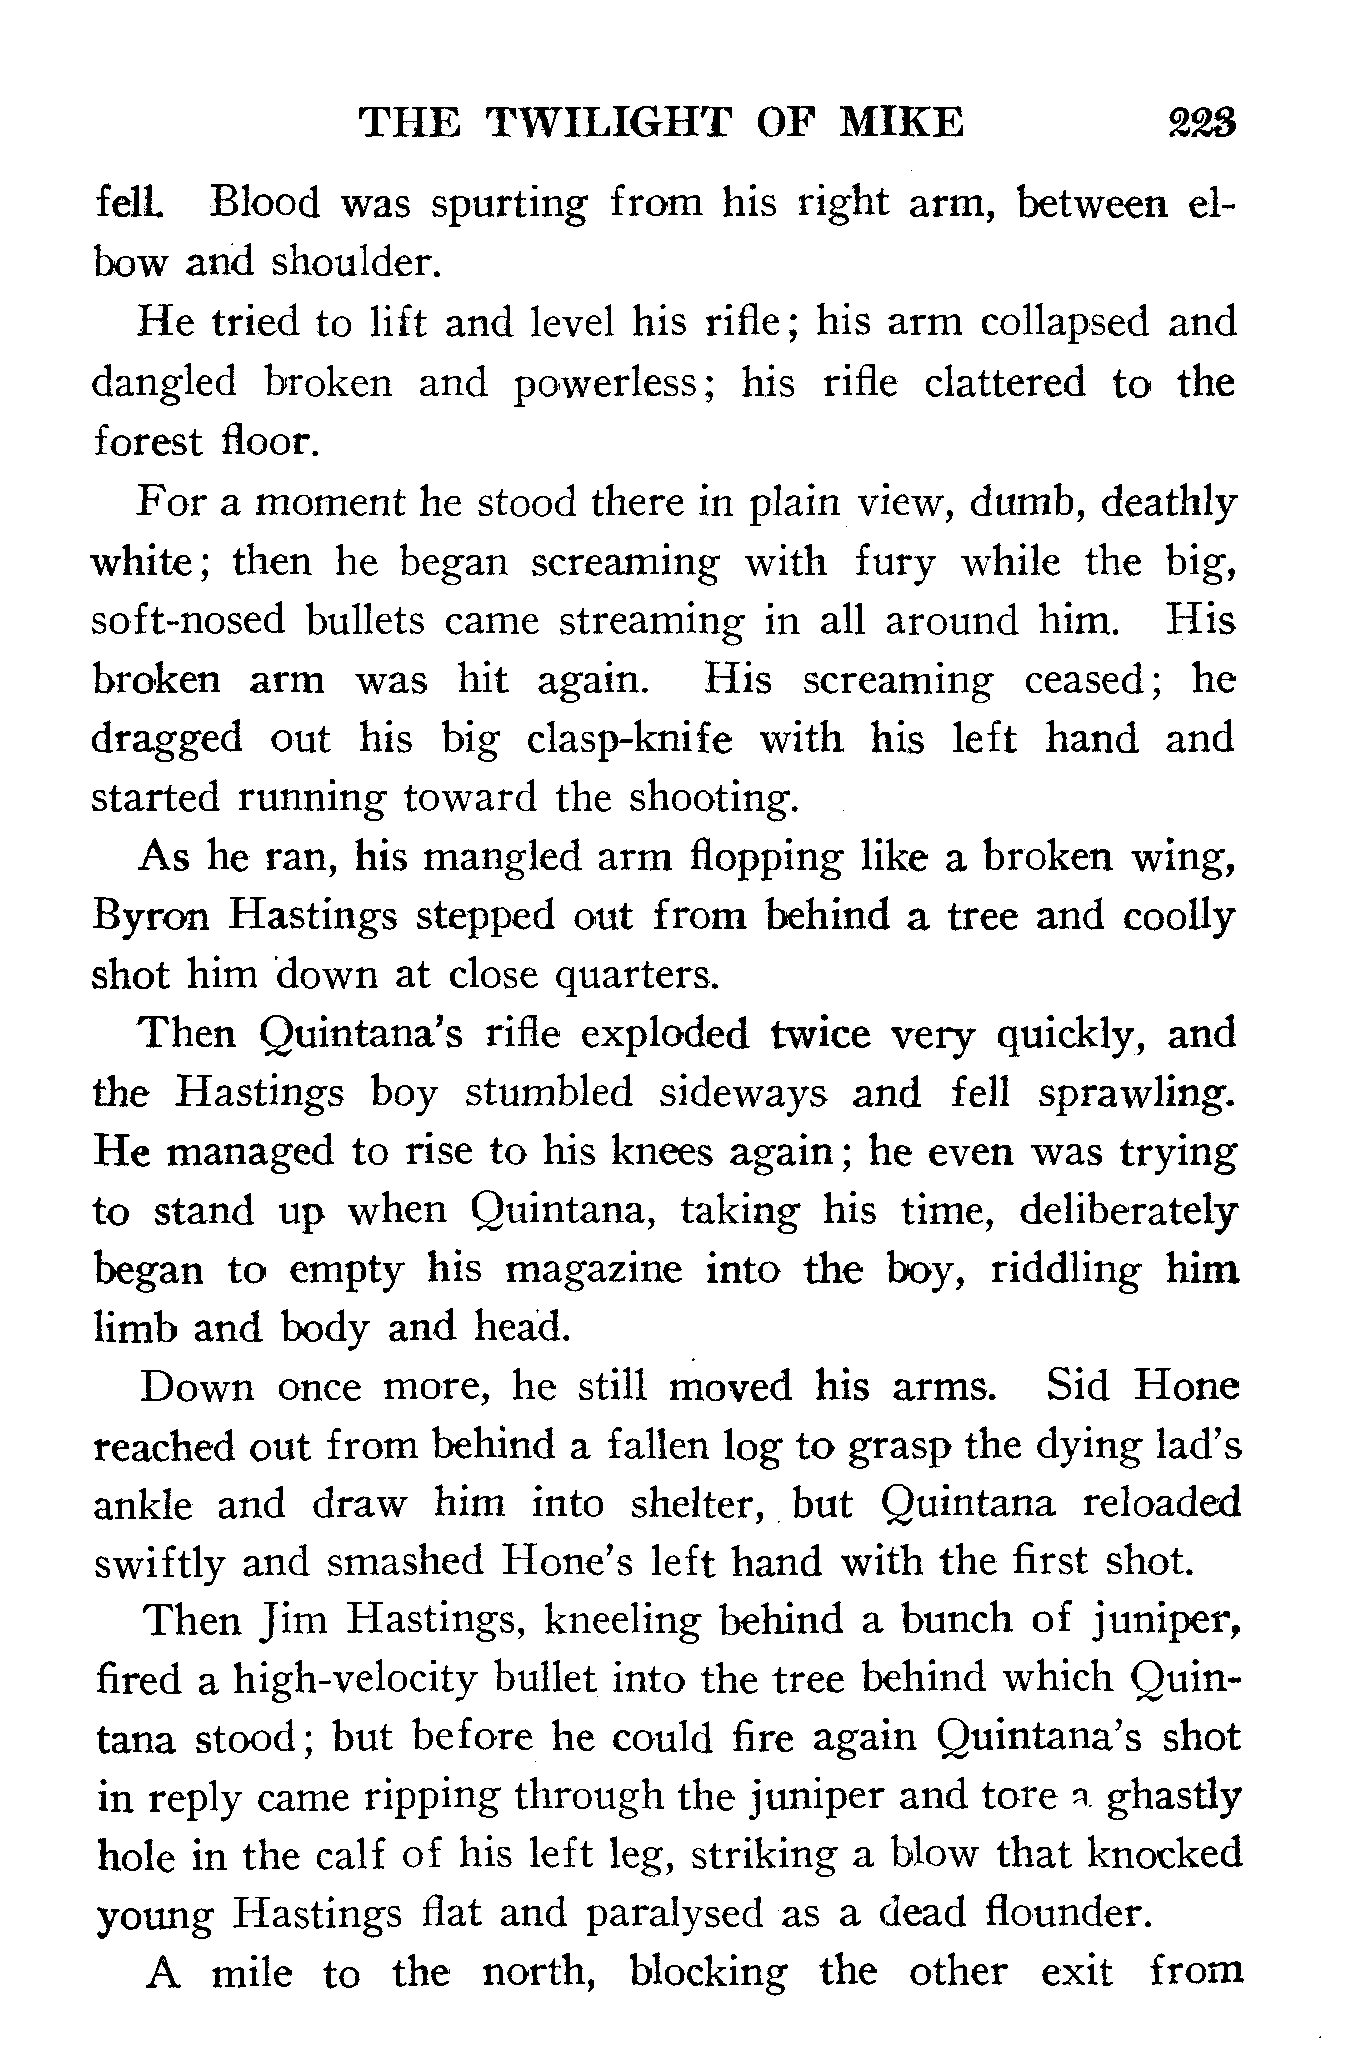 THE TWILIGHT OF MIKE 223
fell. Blood was spurting from his right arm, between el-
bow and shoulder.
He tried to lift and level his rifle; his arm collapsed and
dangled broken and powerless; his rifle clattered to the
forest floor.
For a moment he stood there in plain view, dumb, deathly
white; then he began screaming with fury while the big,
soft-nosed bullets came streaming in all around him. His
broken arm was hit again. His screaming ceased; he
dragged out his big clasp-knife with his left hand and
started running toward the shooting.
As he ran, his mangled arm flopping like a broken wing,
Byron Hastings stepped out from behind a tree and coolly
shot him down at close quarters.
Then Quintana's rifle exploded twice very quickly, and
the Hastings boy stumbled sideways and fell sprawling.
He managed to rise to his knees again; he even was trying
to stand up when Quintana, taking his time, deliberately
began to empty his magazine into the boy, riddling him
limb and body and head.
Down once more, he still moved his arms. Sid Hone
reached out from behind a fallen log to grasp the dying lad's
ankle and draw him into shelter, but Quintana reloaded
swiftly and smashed Hone's left hand with the first shot.
Then Jim Hastings, kneeling behind a bunch of juniper,
fired a high-velocity bullet into the tree behind which Quin-
tana stood; but before he could fire again Quintana's shot
in reply came ripping through the juniper and tore a ghastly
hole in the calf of his left leg, striking a blow that knocked
young Hastings flat and paralysed as a dead flounder.
A mile to the north, blocking the other exit from